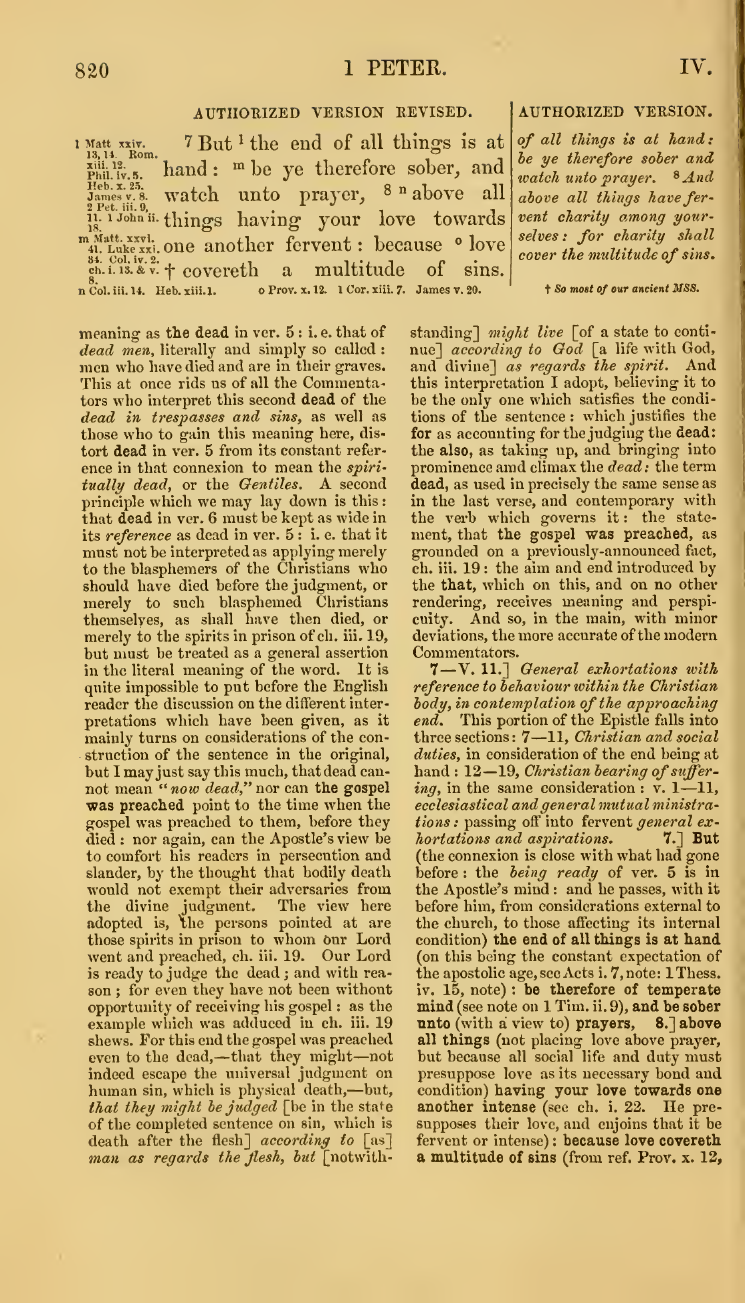 820
1 PETER.
IV.
AUTHORIZED VERSION REVISED.
l Matt xxiv.
13, 14. Rom.
xiii. 12.
Phil. iv. 5.
Heb. x. 25.
James v. 8.
2 Pet. iii. 9,
11. 1 John ii.
18.
m Matt. xxvi.
41. Luke xxi.
34. Col. iv. 2.
ch. i. 13. & v.
8.
7 But l the end of all things is at
hand : m be ye therefore sober, and
watch unto prayer, 8 n above all
things having your love towards
one another fervent : because o love
† covereth a multitude of sins.
n Col. iii. 14. Heb. xiii. 1.
o Prov. x. 12. 1 Cor. xiii. 7. James v. 20.
AUTHORIZED VERSION.
of all things is at hand:
be ye therefore sober and
watch unto prayer. 8 And
above all things have fer-
vent charity among your-
selves: for charity shall
cover the multitude of sins.
† So most of our ancient MSS.
meaning as the dead in ver. 5 : i. e. that of
dead men, literally and simply so called :
men who have died and are in their graves.
This at once rids us of all the Commenta-
tors who interpret this second dead of the
dead in trespasses and sins, as well as
those who to gain this meaning here, dis-
tort dead in ver. 5 from its constant refer-
ence in that connexion to mean the spiri-
tually dead, or the Gentiles. A second
principle which we may lay down is this :
that dead in ver. 6 must be kept as wide in
its reference as dead in ver. 5 : i. e. that it
must not be interpreted as applying merely
to the blasphemers of the Christians who
should have died before the judgment, or
merely to such blasphemed Christians
themselves, as shall have then died, or
merely to the spirits in prison of ch. iii. 19,
but must be treated as a general assertion
in the literal meaning of the word. It is
quite impossible to put before the English
reader the discussion on the different inter-
pretations which have been given, as it
mainly turns on considerations of the con-
struction of the sentence in the original,
but I may just say this much, that dead can-
not mean "now dead," nor can the gospel
was preached point to the time when the
gospel was preached to them, before they
died : nor again, can the Apostle's view be
to comfort his readers in persecution and
slander, by the thought that bodily death
would not exempt their adversaries from
the divine judgment. The view here
adopted is, the persons pointed at are
those spirits in prison to whom our Lord
went and preached, ch. iii. 19. Our Lord
is ready to judge the dead ; and with rea-
son ; for even they have not been without
opportunity of receiving his gospel : as the
example which was adduced in ch. iii. 19
shews. For this end the gospel was preached
even to the dead,—that they might—not
indeed escape the universal judgment on
human sin, which is physical death,—but,
that they might be judged [be in the state
of the completed sentence on sin, which is
death after the flesh] according to [as]
man as regards the flesh, but [notwith-
standing] might live [of a state to conti-
nue] according to God [a life with God,
and divine] as regards the spirit. And
this interpretation I adopt, believing it to
be the only one which satisfies the condi-
tions of the sentence : which justifies the
for as accounting for the judging the dead:
the also, as taking up, and bringing into
prominence amd climax the dead: the term
dead, as used in precisely the same sense as
in the last verse, and contemporary with
the verb which governs it : the state-
ment, that the gospel was preached, as
grounded on a previously-announced fact,
ch. iii. 19 : the aim and end introduced by
the that, which on this, and on no other
rendering, receives meaning and perspi-
cuity. And so, in the main, with minor
deviations, the more accurate of the modern
Commentators.
7—V. 11.] General exhortations with
reference to behaviour within the Christian
body, in contemplation of the approaching
end. This portion of the Epistle falls into
three sections: 7—11, Christian and social
duties, in consideration of the end being at
hand : 12—19, Christian bearing of suffer-
ing, in the same consideration : v. 1—11,
ecclesiastical and general mutual ministra-
tions : passing off into fervent general ex-
hortations and aspirations. 7.] But
(the connexion is close with what had gone
before : the being ready of ver. 5 is in
the Apostle's mind : and he passes, with it
before him, from considerations external to
the church, to those affecting its internal
condition) the end of all things is at hand
(on this being the constant expectation of
the apostolic age, see Acts i. 7, note: 1 Thess.
iv. 15, note) : be therefore of temperate
mind (see note on 1 Tim. ii. 9), and be sober
unto (with a view to) prayers, 8.] above
all things (not placing love above prayer,
but because all social life and duty must
presuppose love as its necessary bond and
condition) having your love towards one
another intense (see ch. i. 22. He pre-
supposes their love, and enjoins that it be
fervent or intense) : because love covereth
a multitude of sins (from ref. Prov. x. 12,